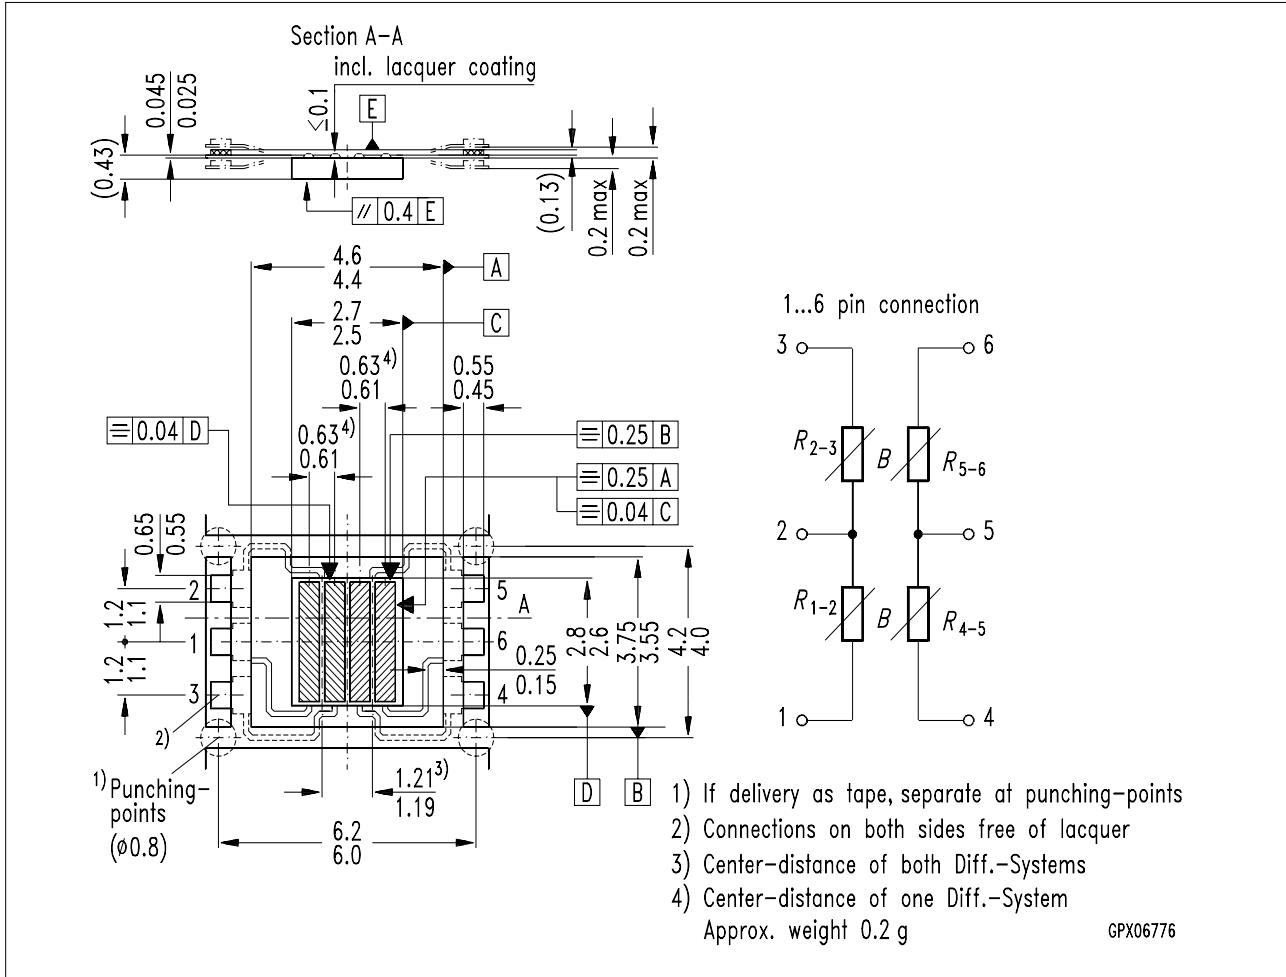 Section A-A
incl. lacquer coating
0.045
0.025
≤0.1
E
(0.43)
(0.13)
0.2 max
0.2 max
// 0.4 E
4.6
4.4
A
2.7
2.5
C
1...6 pin connection
0.63 4)
0.61
0.55
0.45
3
6
⌯ 0.04 D
0.63 4)
0.61
⌯ 0.25 B
⌯ 0.25 A
⌯ 0.04 C
R2-3
B
R5-6
0.65
0.55
2
5
1.2
1.1
2
5
A
1
6
1.2
1.1
3
4
2.8
2.6
3.75
3.55
4.2
4.0
0.25
0.15
R1-2
B
R4-5
2)
1
4
1) Punching-
points
(ø0.8)
1.21 3)
1.19
D
B
6.2
6.0
1) If delivery as tape, separate at punching-points
2) Connections on both sides free of lacquer
3) Center-distance of both Diff.-Systems
4) Center-distance of one Diff.-System
Approx. weight 0.2 g
GPX06776